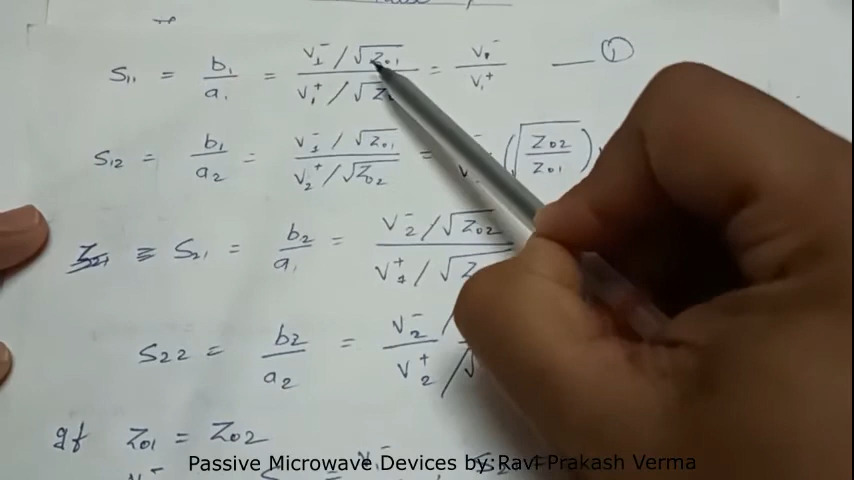 S11 = b1/a1 = (V1⁻/√Z01)/(V1⁺/√Z = V1⁻/V1⁺ — ①
S12 = b1/a2 = (V1⁻/√Z01)/(V2⁺/√Z02) = (√(Z02/Z01))
S21 = b2/a1 = (V2⁻/√Z02)/(V1⁺/√Z
S22 = b2/a2 = V2⁻/ V2⁺/√
If Z01 = Z02
Passive Microwave Devices by:Ravi Prakash Verma